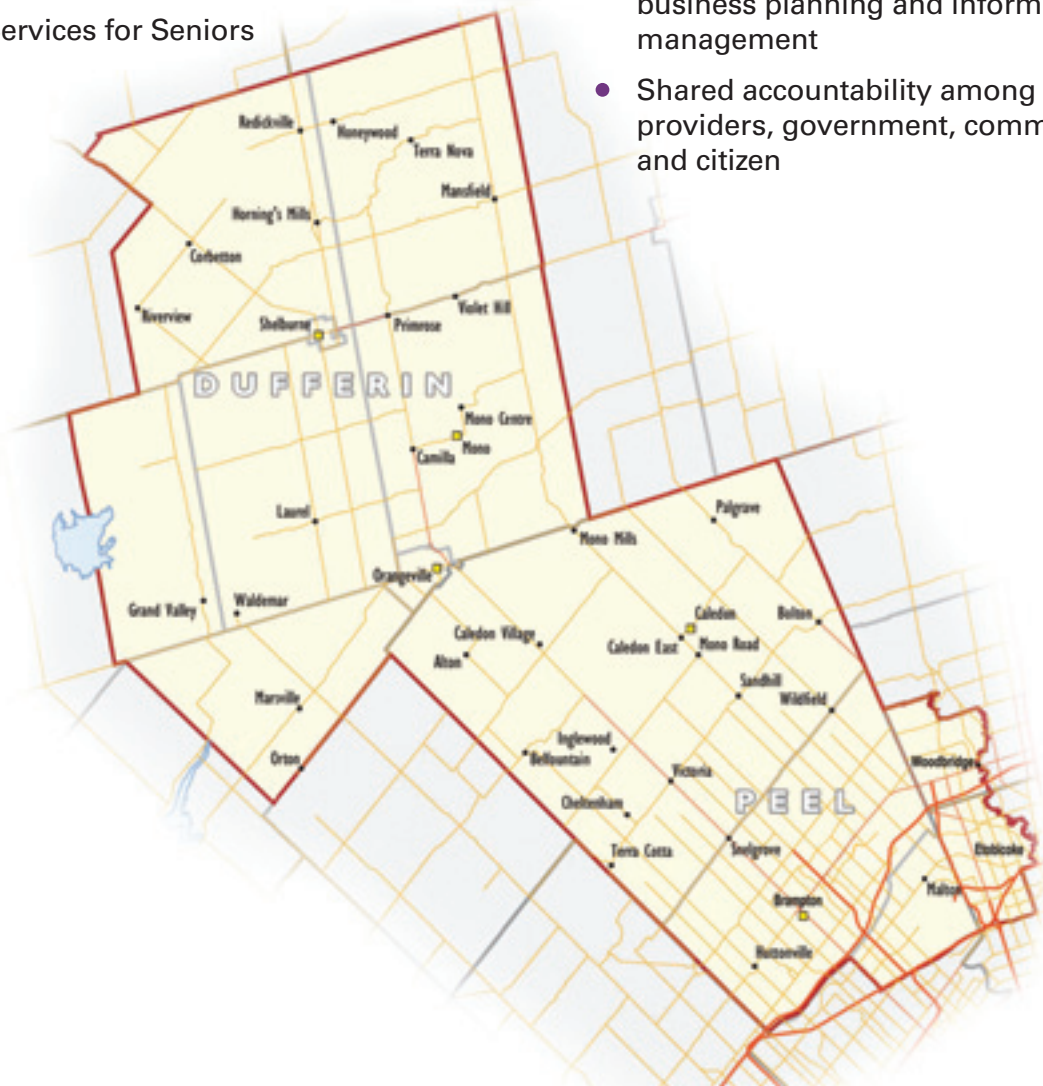 ervices for Seniors
business planning and inform
management
• Shared accountability among
providers, government, comm
and citizen
Redickville
Honeywood
Terra Nova
Mansfield
Horning's Mills
Corbetton
Riverview
Violet Hill
Shelburne
Primrose
DUFFERIN
Mono Centre
Mono
Camilla
Laurel
Palgrave
Mono Mills
Orangeville
Grand Valley
Waldemar
Caledon
Bolton
Caledon Village
Caledon East
Mono Road
Alton
Sandhill
Wildfield
Marsville
Inglewood
Belfountain
Orton
Woodbridge
Victoria
Cheltenham
PEEL
Terra Cotta
Snelgrove
Etobicoke
Malton
Brampton
Huttonville